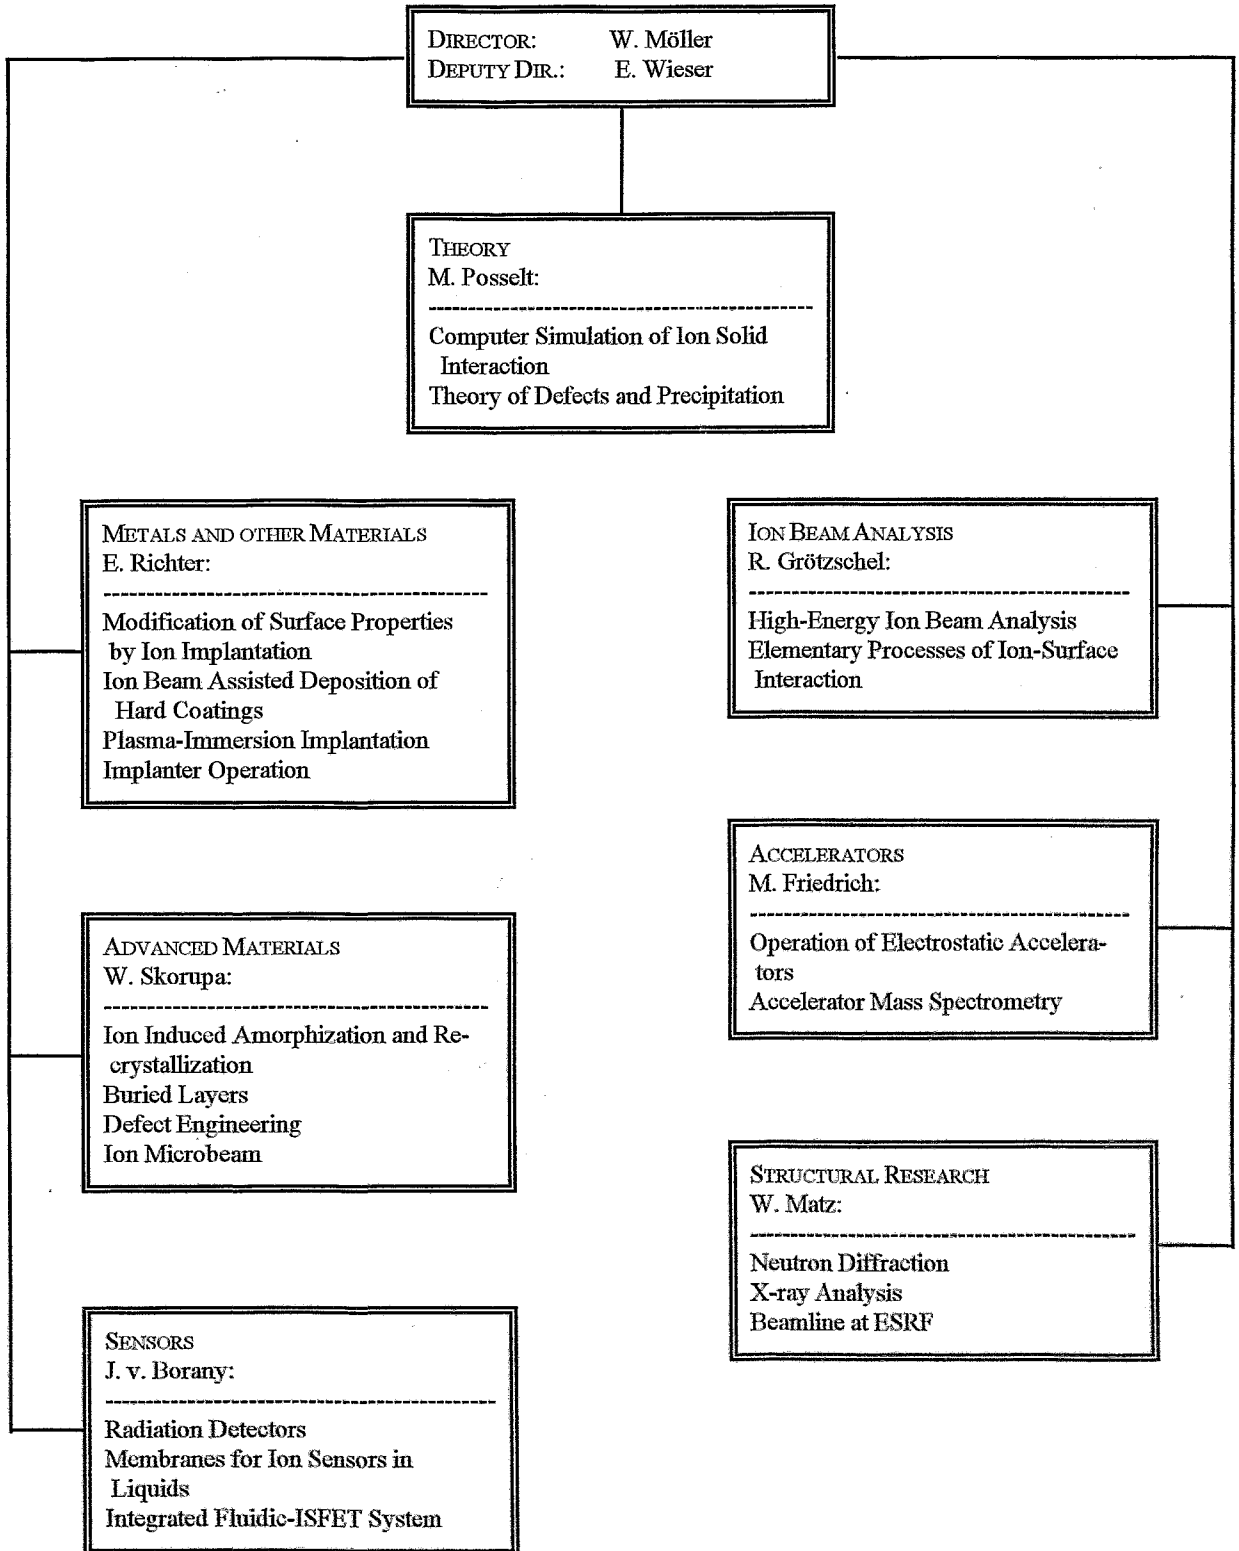 DIRECTOR: W. Möller
DEPUTY DIR.: E. Wieser
THEORY
M. Posselt:
Computer Simulation of Ion Solid
Interaction
Theory of Defects and Precipitation
METALS AND OTHER MATERIALS
E. Richter:
Modification of Surface Properties
by Ion Implantation
Ion Beam Assisted Deposition of
Hard Coatings
Plasma-Immersion Implantation
Implanter Operation
ADVANCED MATERIALS
W. Skorupa:
Ion Induced Amorphization and Re-
crystallization
Buried Layers
Defect Engineering
Ion Microbeam
SENSORS
J. v. Borany:
Radiation Detectors
Membranes for Ion Sensors in
Liquids
Integrated Fluidic-ISFET System
ION BEAM ANALYSIS
R. Grötzschel:
High-Energy Ion Beam Analysis
Elementary Processes of Ion-Surface
Interaction
ACCELERATORS
M. Friedrich:
Operation of Electrostatic Accelera-
tors
Accelerator Mass Spectrometry
STRUCTURAL RESEARCH
W. Matz:
Neutron Diffraction
X-ray Analysis
Beamline at ESRF